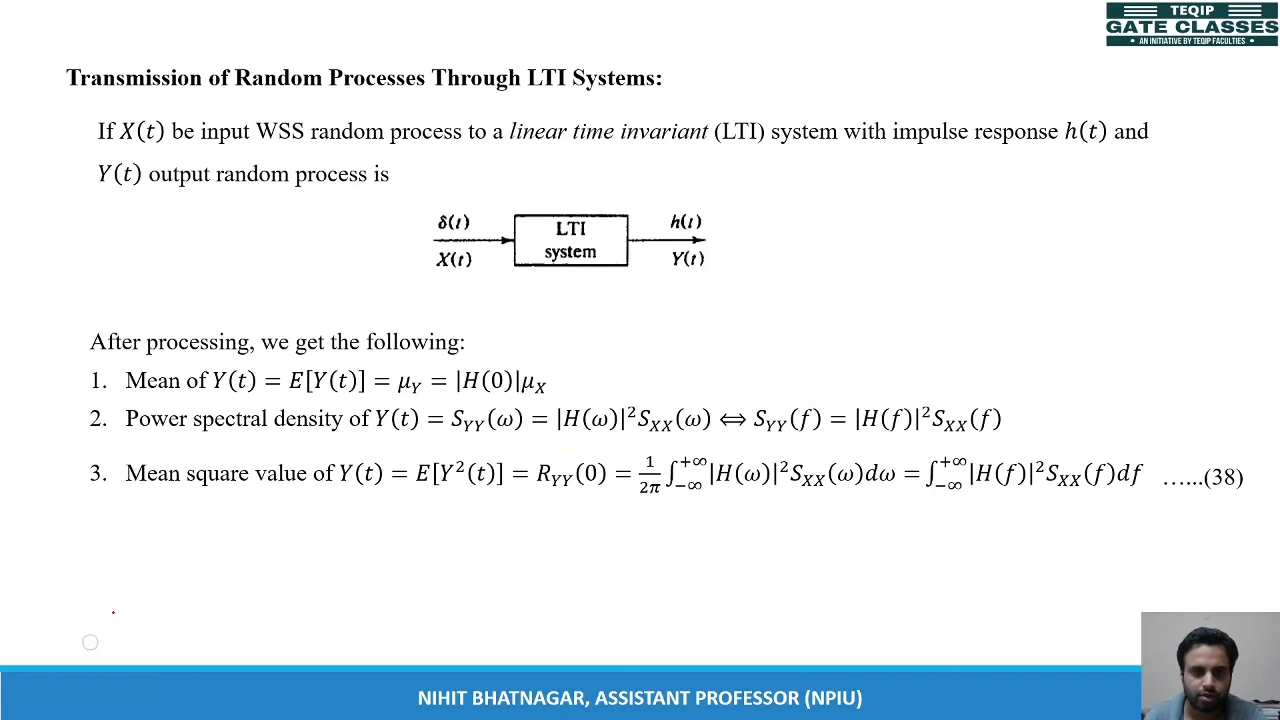 TEQIP
GATE CLASSES
• AN INITIATIVE BY TEQIP FACULTIES •
Transmission of Random Processes Through LTI Systems:
If X(t) be input WSS random process to a linear time invariant (LTI) system with impulse response h(t) and
Y(t) output random process is
δ(t) LTI h(t)
X(t) system Y(t)
After processing, we get the following:
1. Mean of Y(t) = E[Y(t)] = μ_Y = |H(0)|μ_X
2. Power spectral density of Y(t) = S_YY(ω) = |H(ω)|²S_XX(ω) ⟺ S_YY(f) = |H(f)|²S_XX(f)
3. Mean square value of Y(t) = E[Y²(t)] = R_YY(0) = 1/2π ∫_−∞^+∞ |H(ω)|²S_XX(ω)dω = ∫_−∞^+∞ |H(f)|²S_XX(f)df …...(38)
NIHIT BHATNAGAR, ASSISTANT PROFESSOR (NPIU)